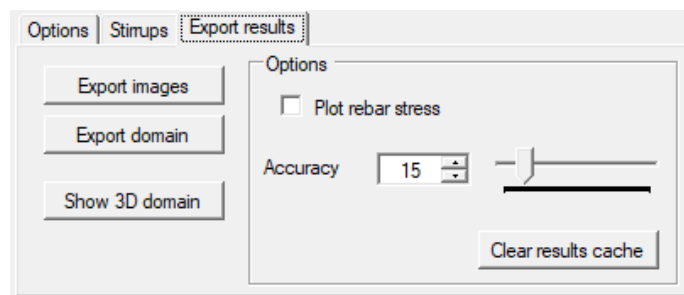 Options
Stirrups
Export results
Export images
Export domain
Show 3D domain
Options
Plot rebar stress
Accuracy
15
Clear results cache